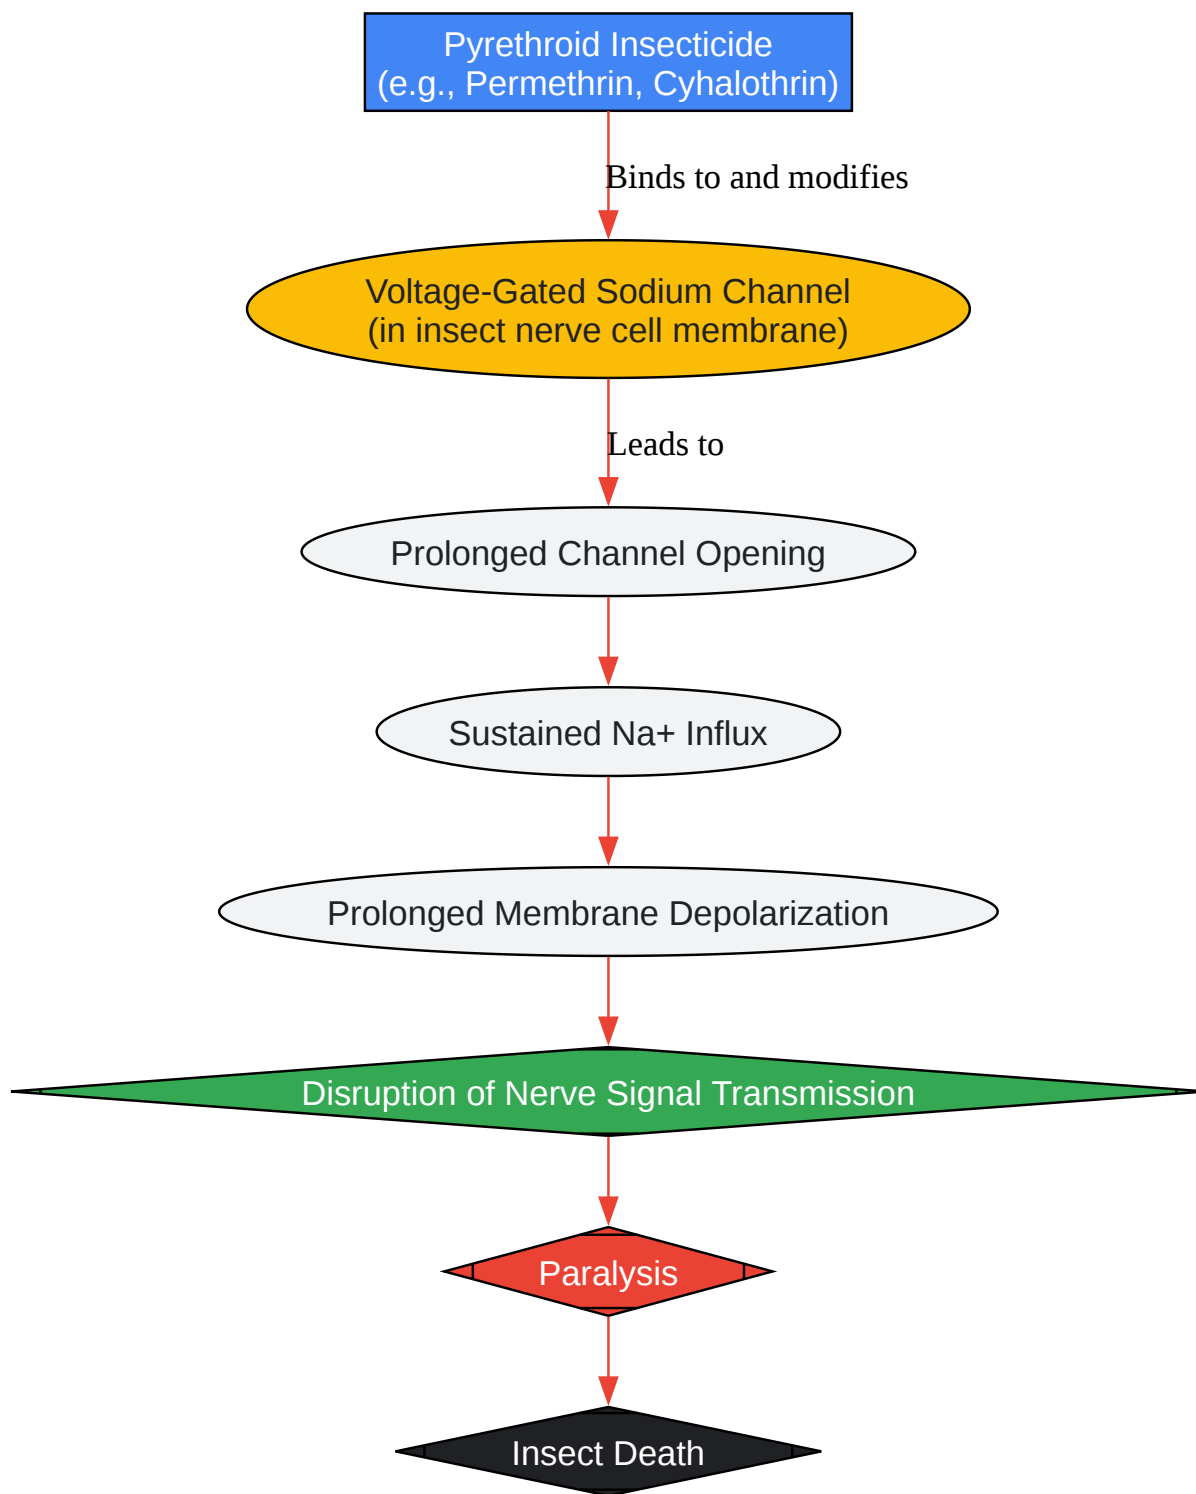 Pyrethroid Insecticide
(e.g., Permethrin, Cyhalothrin)
Binds to and modifies
Voltage-Gated Sodium Channel
(in insect nerve cell membrane)
Leads to
Prolonged Channel Opening
Sustained Na+ Influx
Prolonged Membrane Depolarization
Disruption of Nerve Signal Transmission
Paralysis
Insect Death